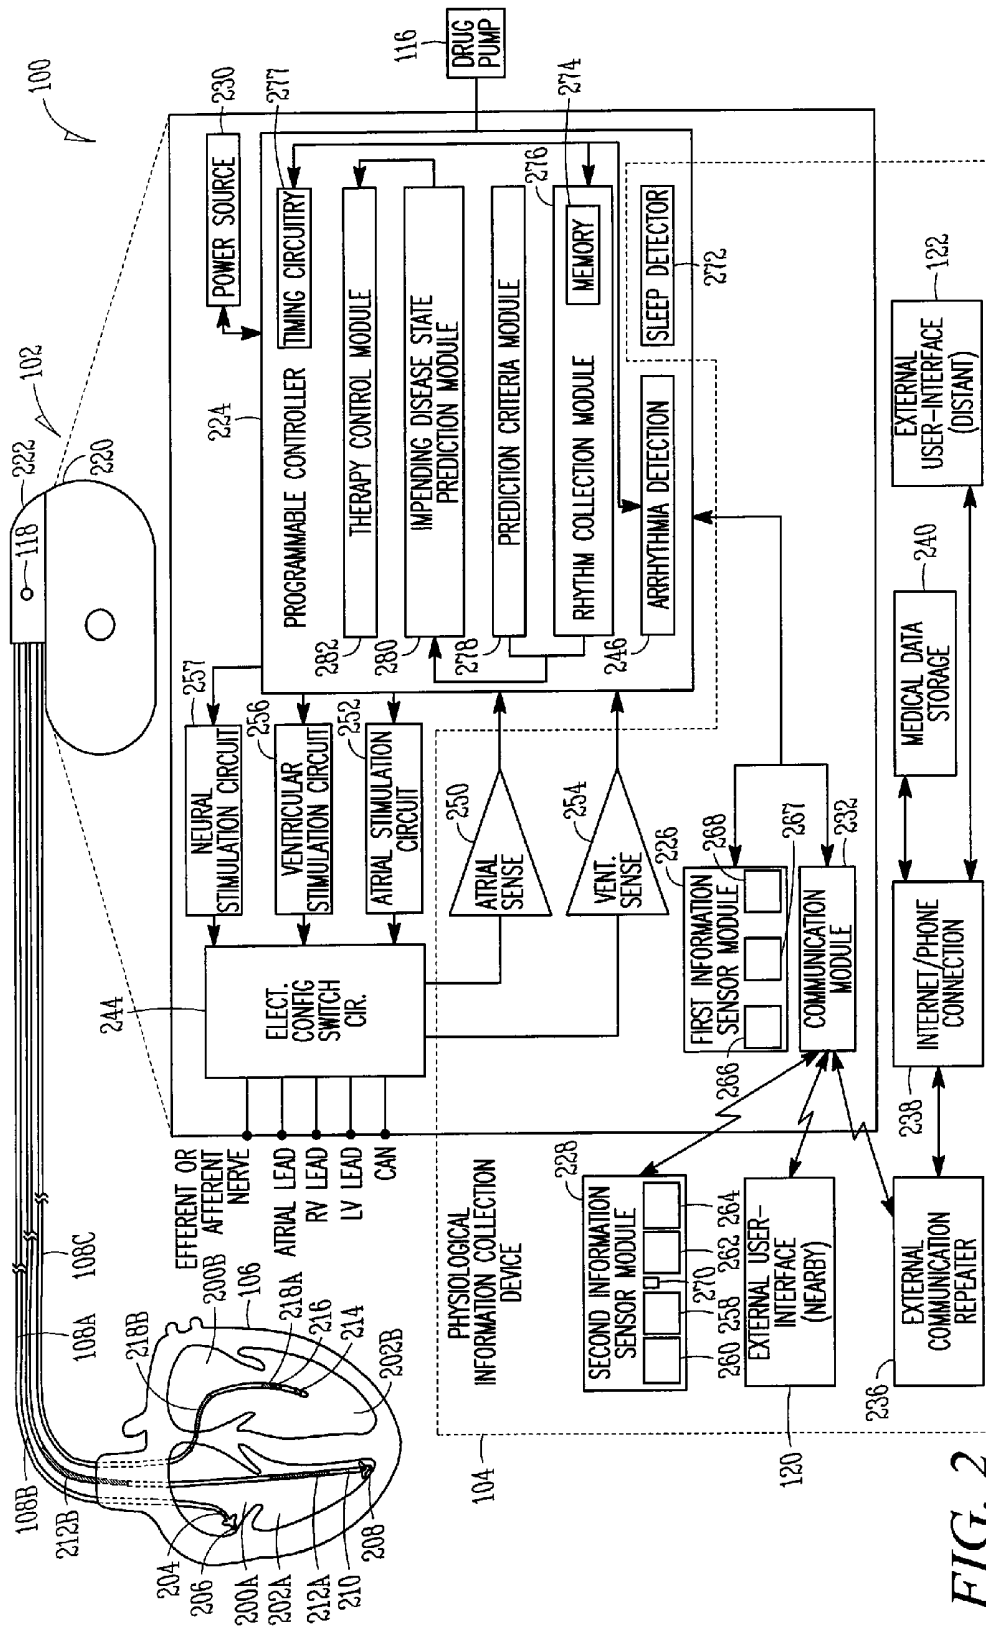 100
102
222
118
220
108A
108C
108B
212B
218B
200B
106
218A
216
214
202B
204
206
200A
202A
212A
210
208
EFFERENT OR
AFFERENT
NERVE
ATRIAL LEAD
RV LEAD
LV LEAD
CAN
244
ELECT.
CONFIG
SWITCH
CIR.
NEURAL
STIMULATION CIRCUIT
257
VENTRICULAR
STIMULATION CIRCUIT
256
ATRIAL STIMULATION
CIRCUIT
252
ATRIAL
SENSE
250
VENT.
SENSE
254
224
POWER SOURCE
230
277
PROGRAMMABLE CONTROLLER
TIMING CIRCUITRY
THERAPY CONTROL MODULE
282
IMPENDING DISEASE STATE
PREDICTION MODULE
280
PREDICTION CRITERIA MODULE
278
RHYTHM COLLECTION MODULE
MEMORY
276
274
246
ARRHYTHMIA DETECTION
SLEEP DETECTOR
272
116
DRUG
PUMP
PHYSIOLOGICAL
INFORMATION COLLECTION
DEVICE
104
226
FIRST INFORMATION
SENSOR MODULE
266
268
267
COMMUNICATION
MODULE
232
228
SECOND INFORMATION
SENSOR MODULE
260
258
270
262
264
EXTERNAL USER-
INTERFACE
(NEARBY)
120
236
EXTERNAL
COMMUNICATION
REPEATER
238
INTERNET/PHONE
CONNECTION
MEDICAL DATA
STORAGE
240
EXTERNAL
USER-INTERFACE
(DISTANT)
122
FIG. 2